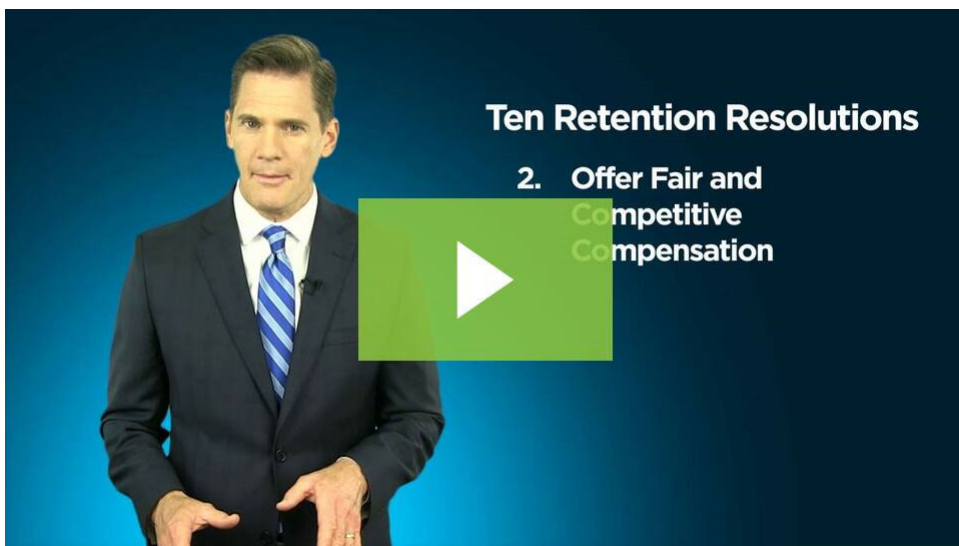 Ten Retention Resolutions
2. Offer Fair and
Competitive
Compensation